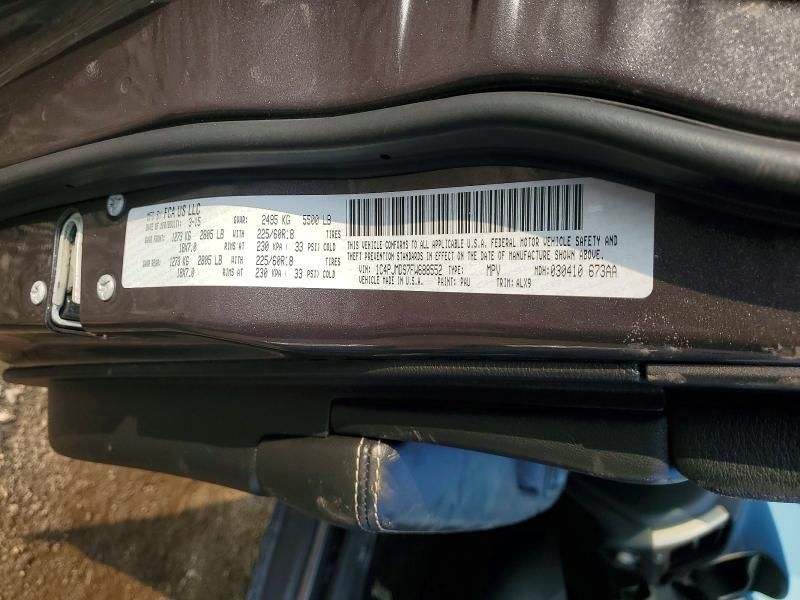 MFD BY FCA US LLC
DATE OF MFR 3-15 GVWR: 2495 KG 5500 LB
GAWR FRONT: 1273 KG 2805 LB WITH 225/60R18 TIRES
18X7.0 RIMS AT 230 KPA ( 33 PSI) COLD
GAWR REAR: 1273 KG 2805 LB WITH 225/60R18 TIRES
18X7.0 RIMS AT 230 KPA ( 33 PSI) COLD
THIS VEHICLE CONFORMS TO ALL APPLICABLE U.S.A. FEDERAL MOTOR VEHICLE SAFETY AND
THEFT PREVENTION STANDARDS IN EFFECT ON THE DATE OF MANUFACTURE SHOWN ABOVE.
VIN: TYPE: MPV MDH: 030410 673AA
VEHICLE MADE IN U.S.A. PAINT: PAU TRIM: ALX9